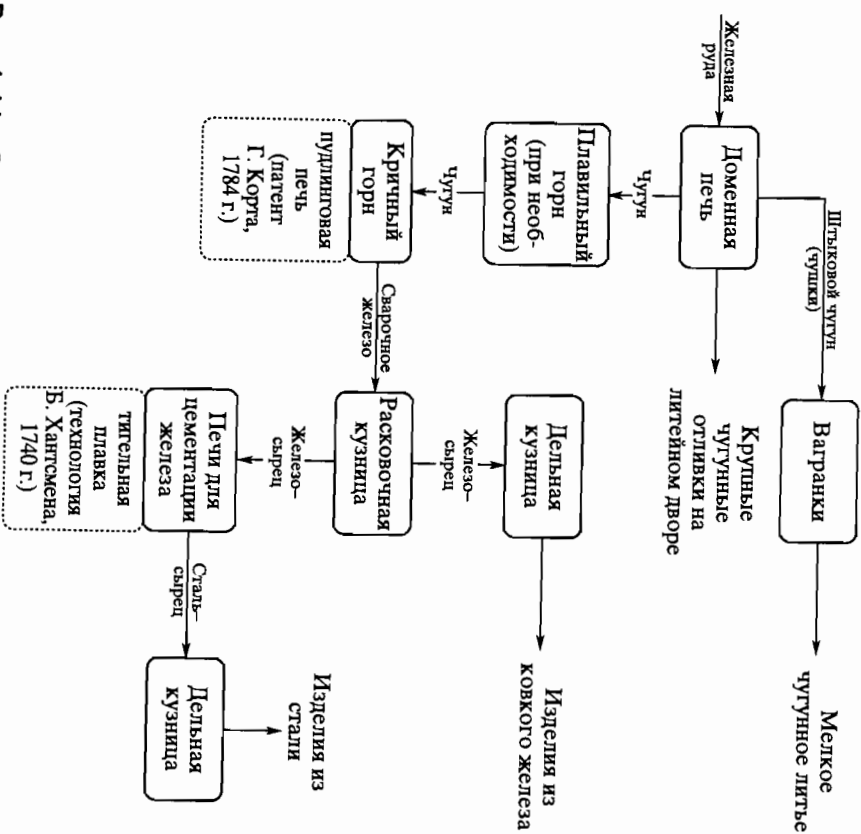 Штыковой чугун
(чушки)
Вагранки
Мелкое
чугунное литье
Железная
руда
Доменная
печь
Крупные
чугунные
отливки на
литейном дворе
Чугун
Плавильный
горн
(при необ-
ходимости)
Дельная
кузница
Изделия из
ковкого железа
Чугун
Железо–
сырец
Кричный
горн
пудлинговая
печь
(патент
Г. Корта,
1784 г.)
Сварочное
железо
Расковочная
кузница
Железо–
сырец
Изделия из
стали
Печи для
цементации
железа
тигельная
плавка
(технология
Б. Хантсмена,
1740 г.)
Сталь–
сырец
Дельная
кузница